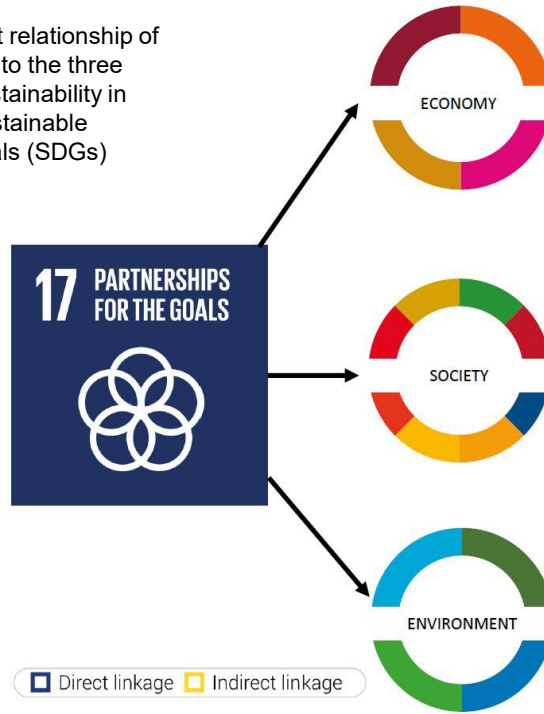 t relationship of
to the three
stainability in
stainable
als (SDGs)
ECONOMY
17 PARTNERSHIPS
FOR THE GOALS
SOCIETY
ENVIRONMENT
Direct linkage Indirect linkage